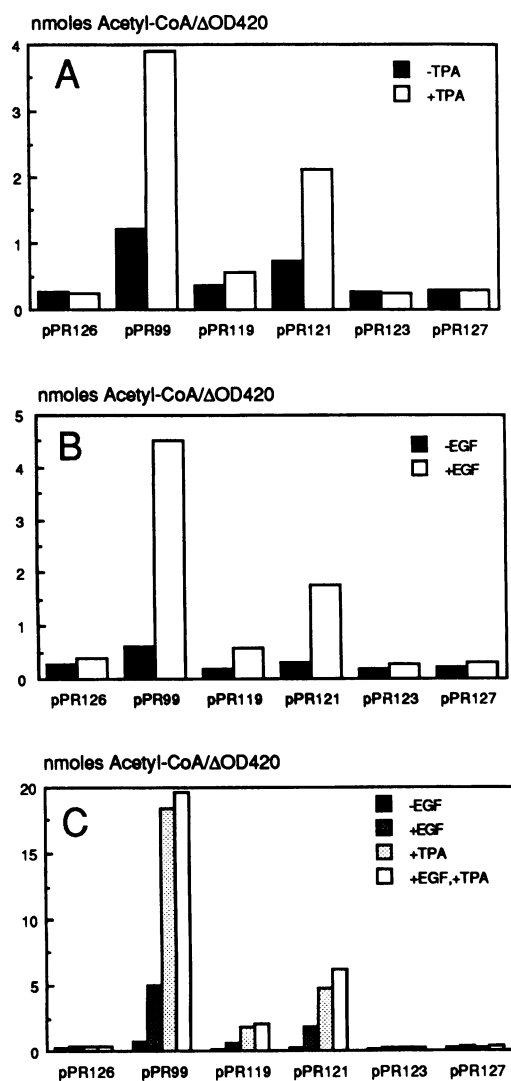 nmoles Acetyl-CoA/ΔOD420
A
-TPA
+TPA
4
3
2
1
0
pPR126 pPR99 pPR119 pPR121 pPR123 pPR127
nmoles Acetyl-CoA/ΔOD420
B
-EGF
+EGF
5
4
3
2
1
0
pPR126 pPR99 pPR119 pPR121 pPR123 pPR127
nmoles Acetyl-CoA/ΔOD420
C
-EGF
+EGF
+TPA
+EGF,+TPA
20
15
10
5
0
pPR126 pPR99 pPR119 pPR121 pPR123 pPR127